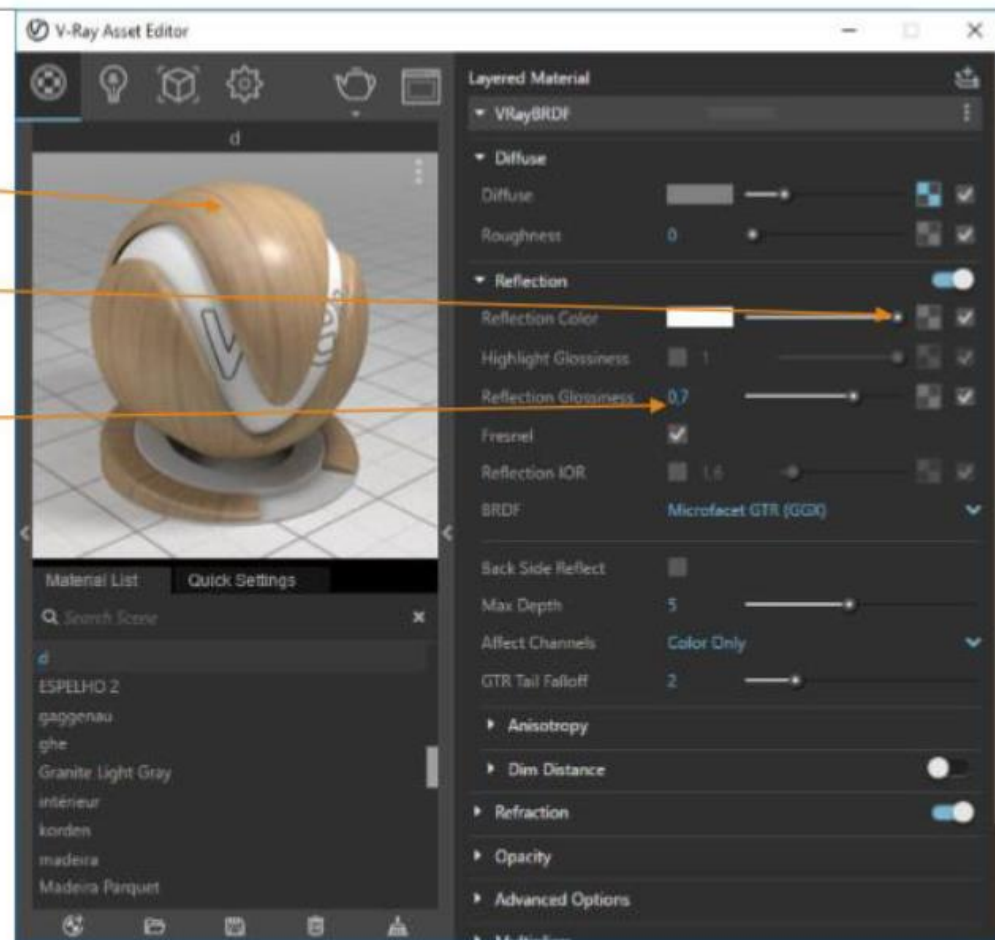 V-Ray Asset Editor
d
Material List Quick Settings
Search Scene
d
ESPELHO 2
gaggenau
ghe
Granite Light Gray
intérieur
korden
madeira
Madeira Parquet
Layered Material
VRayBRDF
Diffuse
Diffuse
Roughness 0
Reflection
Reflection Color
Highlight Glossiness 1
Reflection Glossiness 0,7
Fresnel
Reflection IOR 1,6
BRDF Microfacet GTR (GGX)
Back Side Reflect
Max Depth 5
Affect Channels Color Only
GTR Tail Falloff 2
Anisotropy
Dim Distance
Refraction
Opacity
Advanced Options